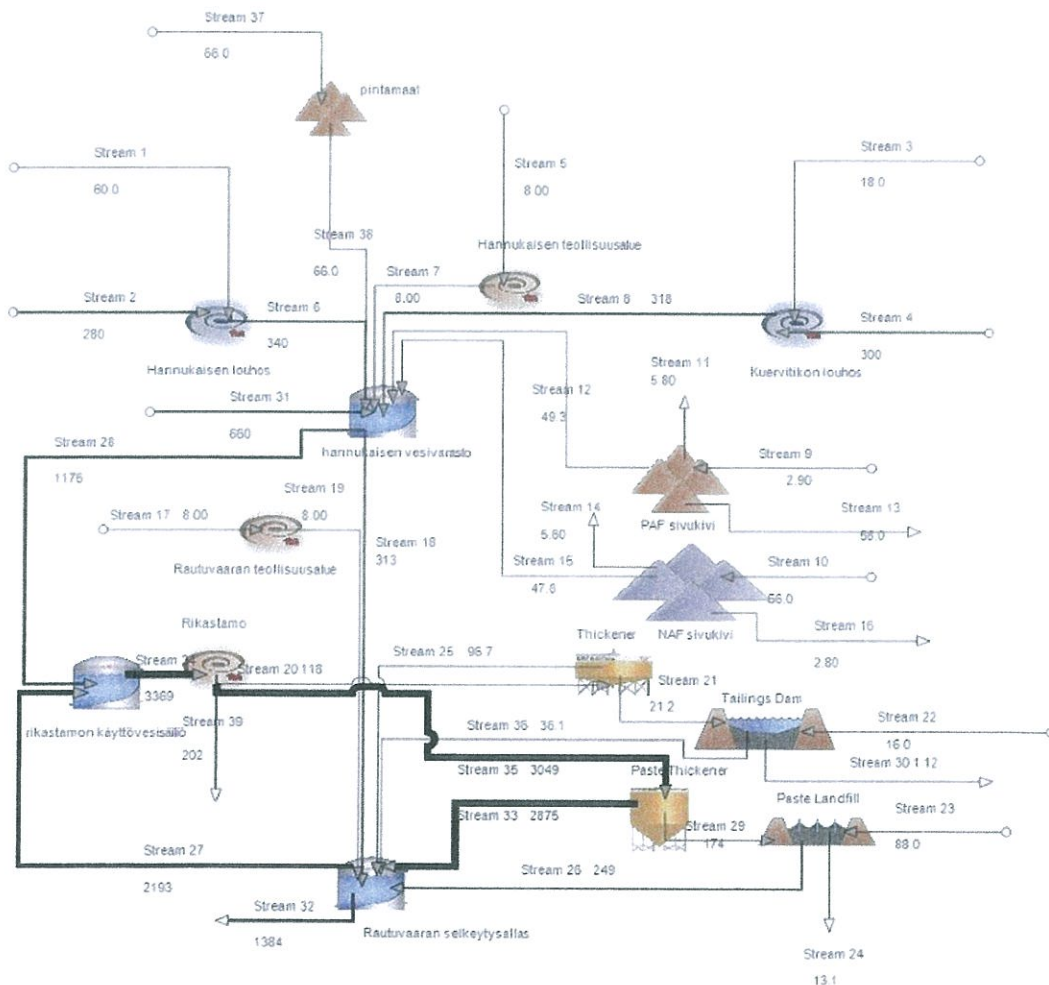 Stream 37
66.0
pintamaat
Stream 1
60.0
Stream 5
8.00
Stream 3
18.0
Stream 38
66.0
Hannukaisen teollisuusalue
Stream 7
8.00
Stream 2
280
Stream 6
340
Stream 8 318
Stream 4
300
Hannukaisen louhos
Kuervitikon louhos
Stream 11
5.80
Stream 31
660
Stream 12
49.3
Stream 28
1176
hannukaisen vesivarasto
Stream 9
2.90
Stream 19
8.00
Stream 17 8.00
Stream 14
5.80
PAF sivukivi
Stream 13
Stream 18
313
Stream 15
47.8
Stream 10
Rautuvaaran teollisuusalue
NAF sivukivi
Stream 16
2.80
Rikastamo
Thickener
Stream 25 96.7
Stream 20 118
Stream 21
21.2
3369
Tailings Dam
Stream 22
16.0
rikastamon käyttövesisäiliö
Stream 39
202
Stream 36 36.1
Stream 30 1.12
Stream 35 3049
Paste Thickener
Paste Landfill
Stream 33 2875
Stream 23
88.0
Stream 29
174
Stream 27
2193
Stream 26 249
Stream 32
1384
Rautuvaaran selkeytysallas
Stream 24
13.1